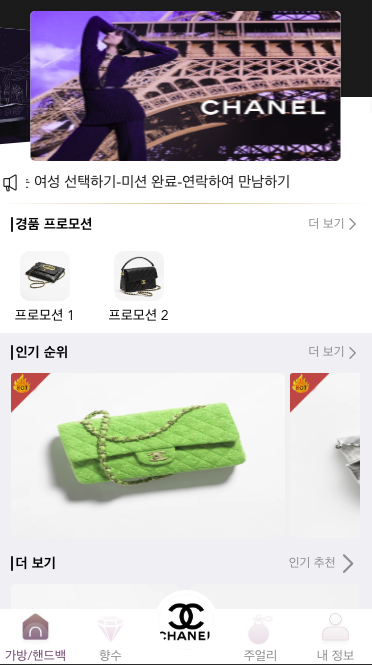 CHANEL
여성 선택하기-미션 완료-연락하여 만남하기
경품 프로모션
더 보기
프로모션 1
프로모션 2
인기 순위
더 보기
HOT
HOT
더 보기
인기 추천
CHANEL
가방/핸드백
향수
쥬얼리
내 정보